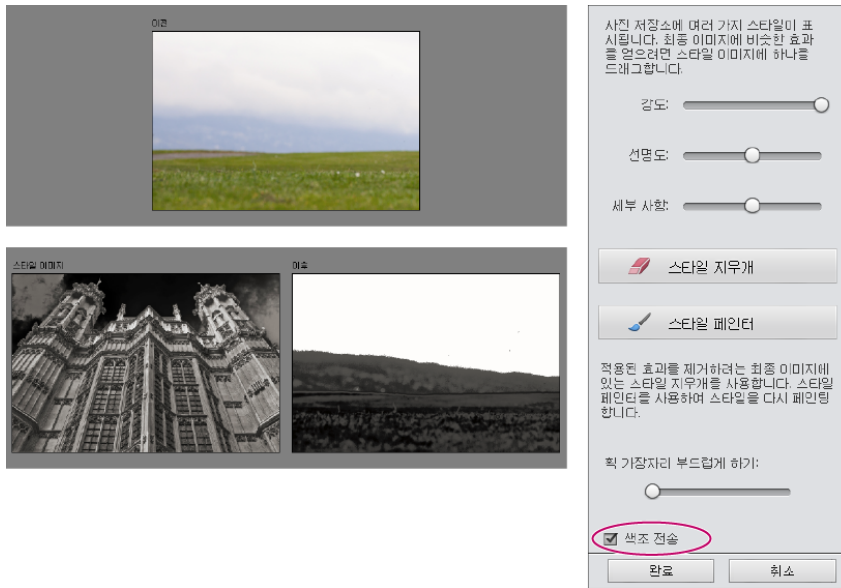 이전
스타일 이미지
이후
사진 저장소에 여러 가지 스타일이 표
시됩니다. 최종 이미지에 비슷한 효과
를 얻으려면 스타일 이미지에 하나를
드래그합니다.
강도:
선명도:
세부 사항:
스타일 지우개
스타일 페인터
적용된 효과를 제거하려는 최종 이미지에
있는 스타일 지우개를 사용합니다. 스타일
페인터를 사용하여 스타일을 다시 페인팅
합니다.
획 가장자리 부드럽게 하기:
색조 전송
완료
취소